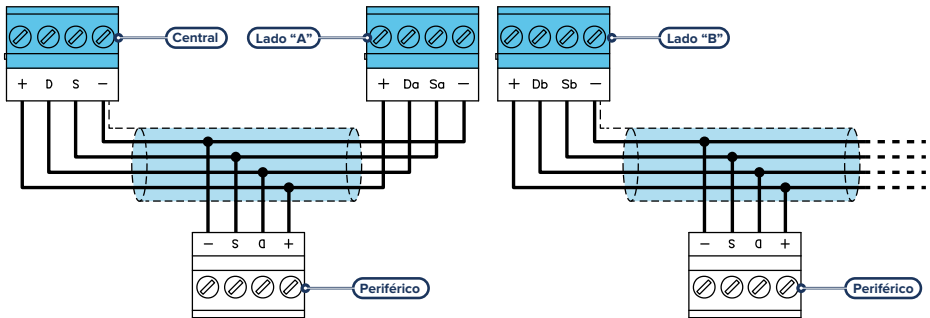 Central
Lado “A”
Lado “B”
+ D S −
+ Da Sa −
+ Db Sb −
− S D +
− S D +
Periférico
Periférico